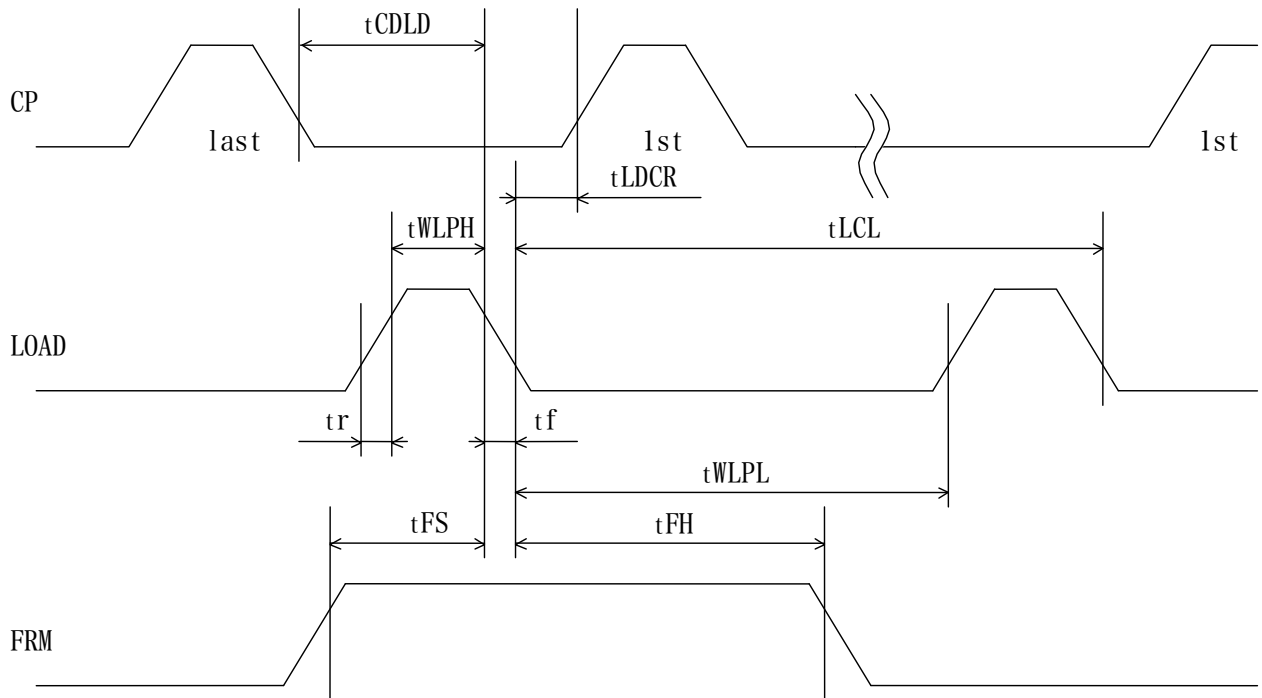 tCDLD
CP
last
1st
1st
tLDCR
tWLPH
tLCL
LOAD
tr
tf
tWLPL
tFS
tFH
FRM